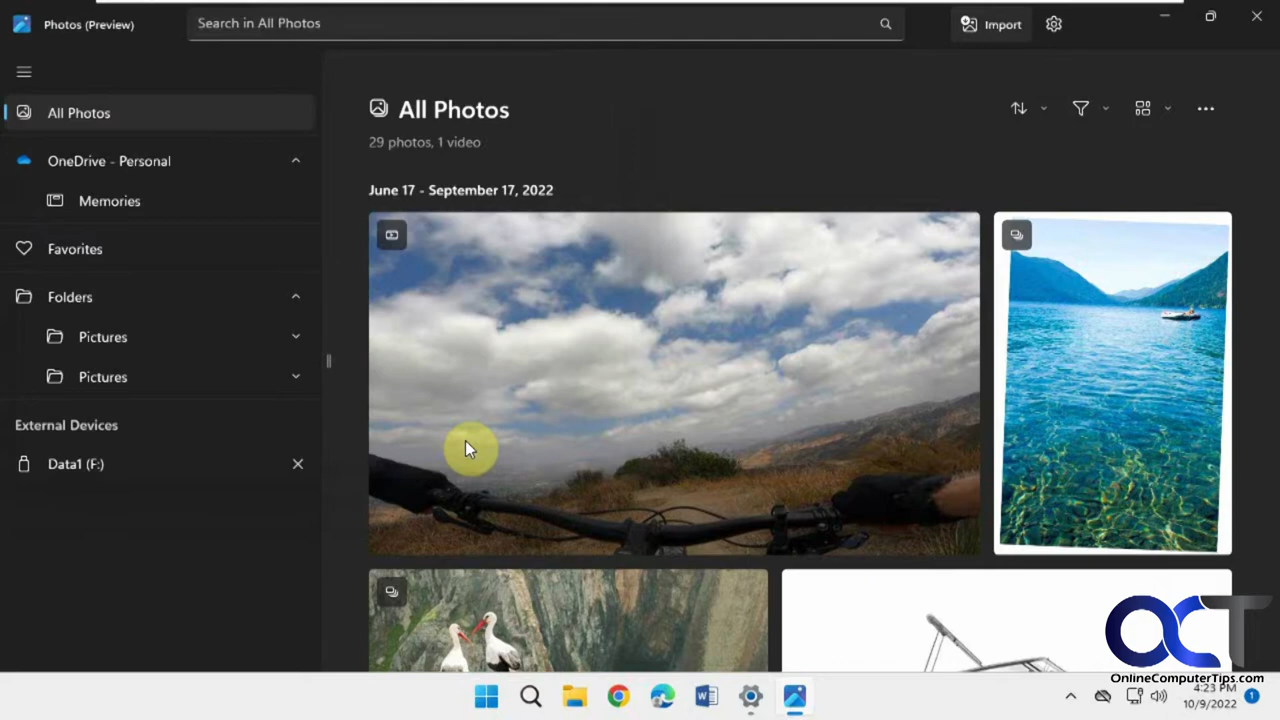 Photos (Preview)
Search in All Photos
Import
All Photos
OneDrive - Personal
Memories
Favorites
Folders
Pictures
Pictures
External Devices
Data1 (F:)
All Photos
29 photos, 1 video
June 17 - September 17, 2022
OCT
OnlineComputerTips.com
4:23 PM
10/9/2022
1